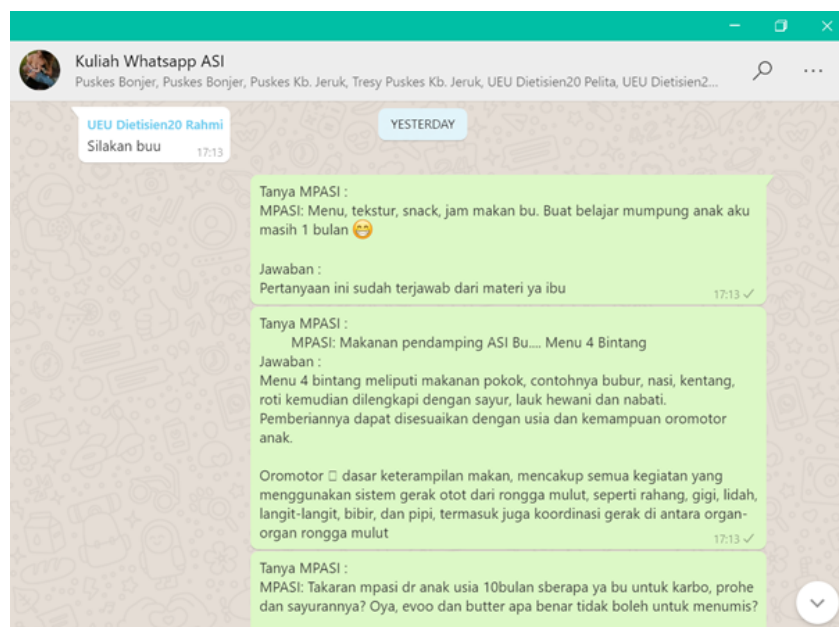 Kuliah Whatsapp ASI
Puskes Bonjer, Puskes Bonjer, Puskes Kb. Jeruk, Tresy Puskes Kb. Jeruk, UEU Dietisien20 Pelita, UEU Dietisien2...
YESTERDAY
UEU Dietisien20 Rahmi
Silakan buu
17:13
Tanya MPASI :
MPASI: Menu, tekstur, snack, jam makan bu. Buat belajar mumpung anak aku
masih 1 bulan 😁
Jawaban :
Pertanyaan ini sudah terjawab dari materi ya ibu
17:13
Tanya MPASI :
MPASI: Makanan pendamping ASI Bu.... Menu 4 Bintang
Jawaban :
Menu 4 bintang meliputi makanan pokok, contohnya bubur, nasi, kentang,
roti kemudian dilengkapi dengan sayur, lauk hewani dan nabati.
Pemberiannya dapat disesuaikan dengan usia dan kemampuan oromotor
anak.
Oromotor dasar keterampilan makan, mencakup semua kegiatan yang
menggunakan sistem gerak otot dari rongga mulut, seperti rahang, gigi, lidah,
langit-langit, bibir, dan pipi, termasuk juga koordinasi gerak di antara organ-
organ rongga mulut
17:13
Tanya MPASI :
MPASI: Takaran mpasi dr anak usia 10bulan sberapa ya bu untuk karbo, prohe
dan sayurannya? Oya, evoo dan butter apa benar tidak boleh untuk menumis?